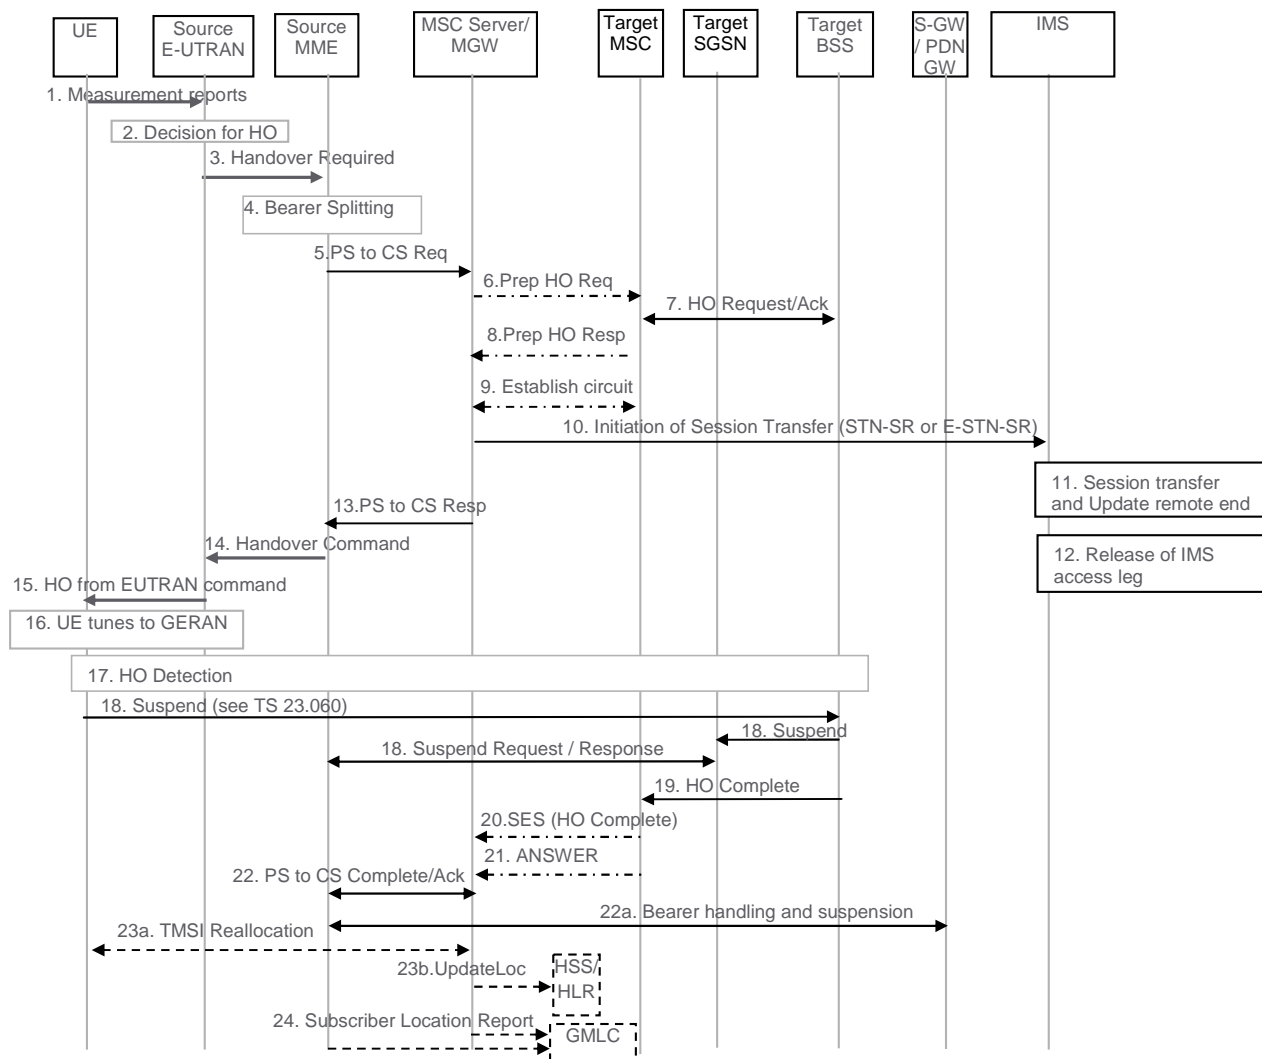 UE
Source
E-UTRAN
Source
MME
MSC Server/
MGW
Target
MSC
Target
SGSN
Target
BSS
S-GW
/ PDN
GW
IMS
1. Measurement reports
2. Decision for HO
3. Handover Required
4. Bearer Splitting
5.PS to CS Req
6.Prep HO Req
7. HO Request/Ack
8.Prep HO Resp
9. Establish circuit
10. Initiation of Session Transfer (STN-SR or E-STN-SR)
11. Session transfer
and Update remote end
13.PS to CS Resp
14. Handover Command
12. Release of IMS
access leg
15. HO from EUTRAN command
16. UE tunes to GERAN
17. HO Detection
18. Suspend (see TS 23.060)
18. Suspend
18. Suspend Request / Response
19. HO Complete
20.SES (HO Complete)
21. ANSWER
22. PS to CS Complete/Ack
22a. Bearer handling and suspension
23a. TMSI Reallocation
23b.UpdateLoc
HSS/
HLR
24. Subscriber Location Report
GMLC